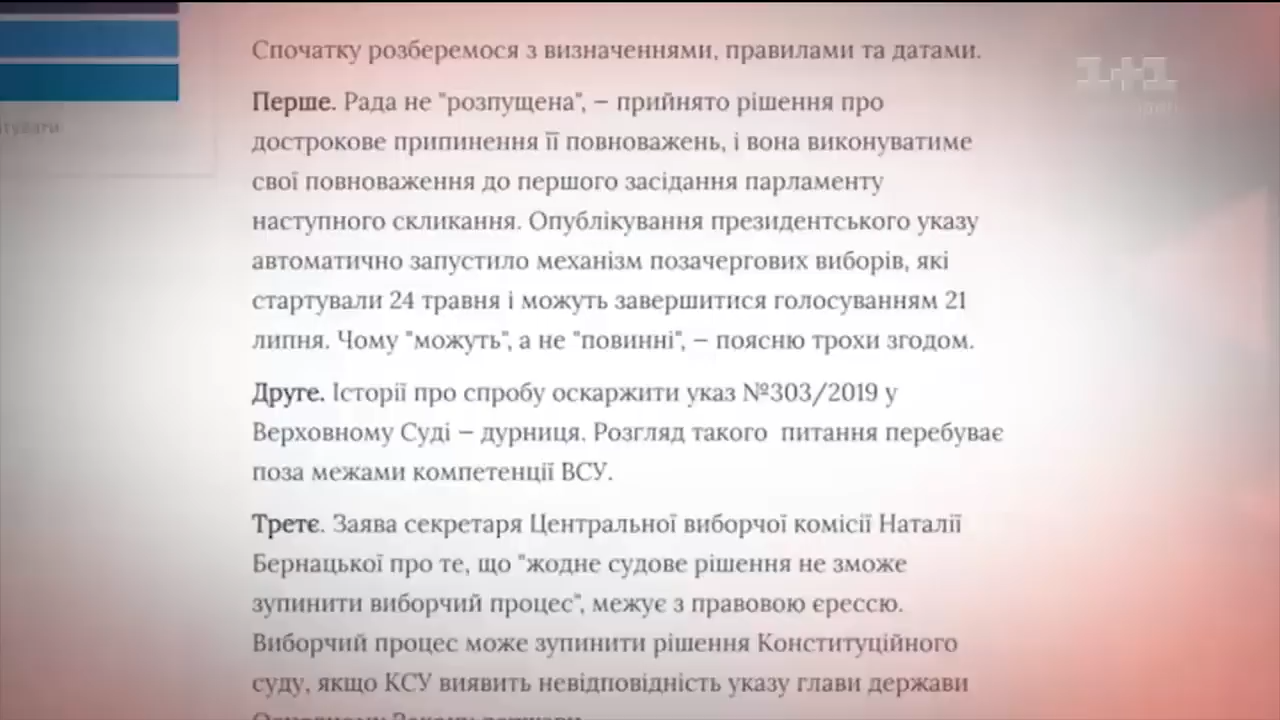 Спочатку розберемося з визначеннями, правилами та датами.
1+1
Перше. Рада не "розпущена", — прийнято рішення про
дострокове припинення її повноважень, і вона виконуватиме
свої повноваження до першого засідання парламенту
наступного скликання. Опублікування президентського указу
автоматично запустило механізм позачергових виборів, які
стартували 24 травня і можуть завершитися голосуванням 21
липня. Чому "можуть", а не "повинні", — поясню трохи згодом.
Друге. Історії про спробу оскаржити указ №303/2019 у
Верховному Суді — дурниця. Розгляд такого  питання перебуває
поза межами компетенції ВСУ.
Третє. Заява секретаря Центральної виборчої комісії Наталії
Бернацької про те, що "жодне судове рішення не зможе
зупинити виборчий процес", межує з правовою єрессю.
Виборчий процес може зупинити рішення Конституційного
суду, якщо КСУ виявить невідповідність указу глави держави